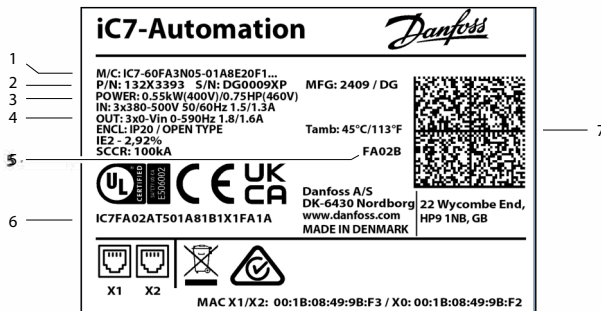 iC7-Automation
Danfoss
1
M/C: IC7-60FA3N05-01A8E20F1...
2
P/N: 132X3393 S/N: DG0009XP MFG: 2409 / DG
3
POWER: 0.55kW(400V)/0.75HP(460V)
IN: 3x380-500V 50/60Hz 1.5/1.3A
4
OUT: 3x0-Vin 0-590Hz 1.8/1.6A
ENCL: IP20 / OPEN TYPE Tamb: 45°C/113°F
7
IE2 - 2,92%
SCCR: 100kA FA02B
5
UL CERTIFIED E506002
CE
UK
CA
Danfoss A/S
DK-6430 Nordborg
www.danfoss.com
MADE IN DENMARK
22 Wycombe End,
HP9 1NB, GB
6
IC7FA02AT501A81B1X1FA1A
X1 X2
MAC X1/X2: 00:1B:08:49:9B:F3 / X0: 00:1B:08:49:9B:F2